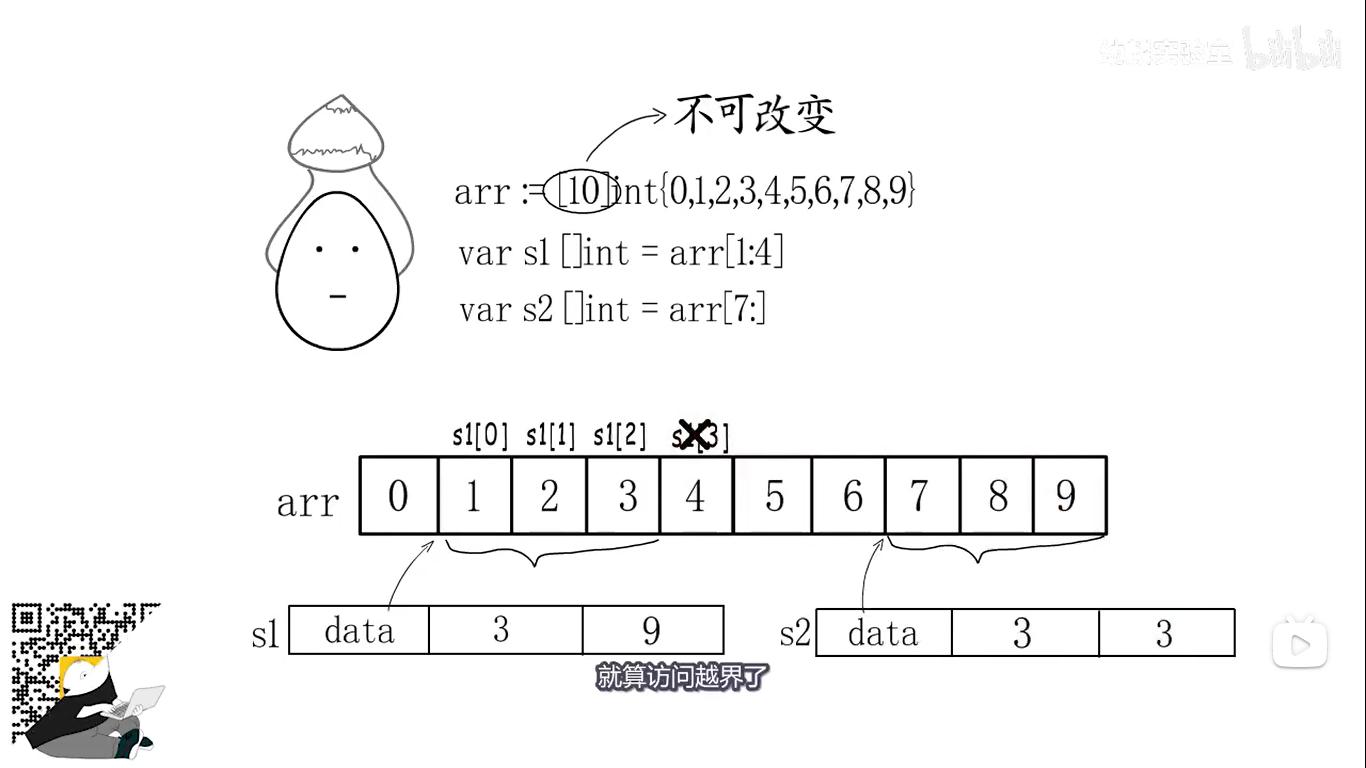 bilibili
不可改变
arr := [10]int{0,1,2,3,4,5,6,7,8,9}
var s1 []int = arr[1:4]
var s2 []int = arr[7:]
s1[0] s1[1] s1[2] s1[3]
arr 0 1 2 3 4 5 6 7 8 9
s1 data 3 9 s2 data 3 3
就算访问越界了